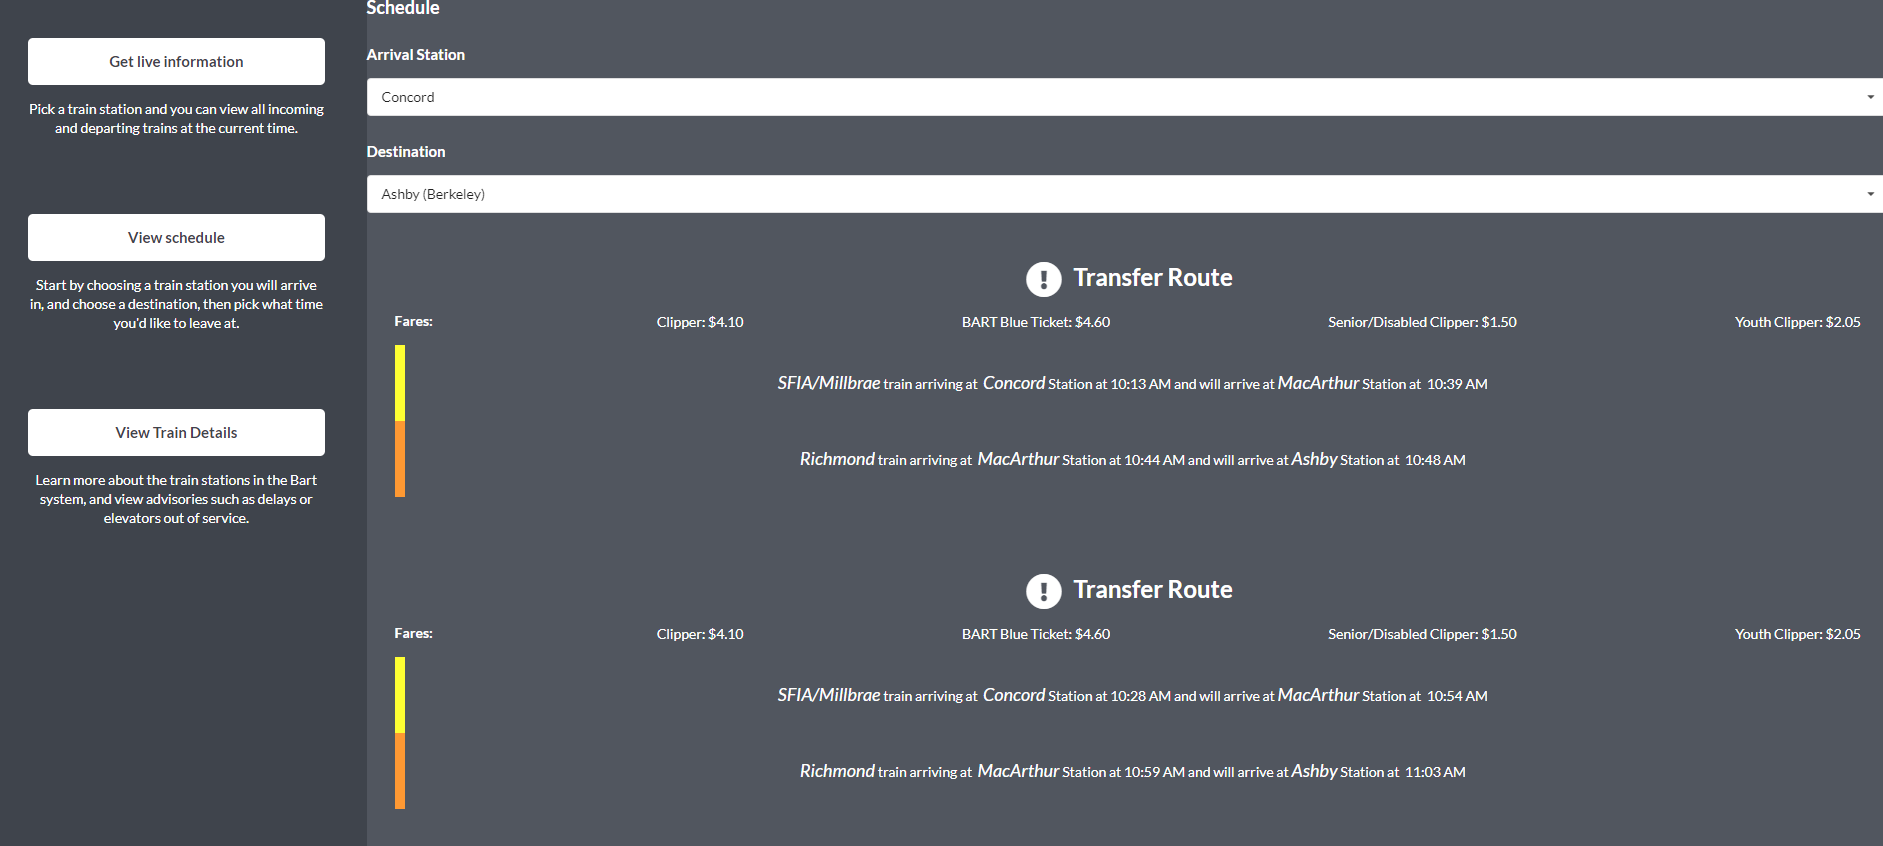 Get live information
Pick a train station and you can view all incoming
and departing trains at the current time.
View schedule
Start by choosing a train station you will arrive
in, and choose a destination, then pick what time
you'd like to leave at.
View Train Details
Learn more about the train stations in the Bart
system, and view advisories such as delays or
elevators out of service.
Schedule
Arrival Station
Concord
Destination
Ashby (Berkeley)
Transfer Route
Fares: Clipper: $4.10 BART Blue Ticket: $4.60 Senior/Disabled Clipper: $1.50 Youth Clipper: $2.05
SFIA/Millbrae train arriving at Concord Station at 10:13 AM and will arrive at MacArthur Station at 10:39 AM
Richmond train arriving at MacArthur Station at 10:44 AM and will arrive at Ashby Station at 10:48 AM
Transfer Route
Fares: Clipper: $4.10 BART Blue Ticket: $4.60 Senior/Disabled Clipper: $1.50 Youth Clipper: $2.05
SFIA/Millbrae train arriving at Concord Station at 10:28 AM and will arrive at MacArthur Station at 10:54 AM
Richmond train arriving at MacArthur Station at 10:59 AM and will arrive at Ashby Station at 11:03 AM